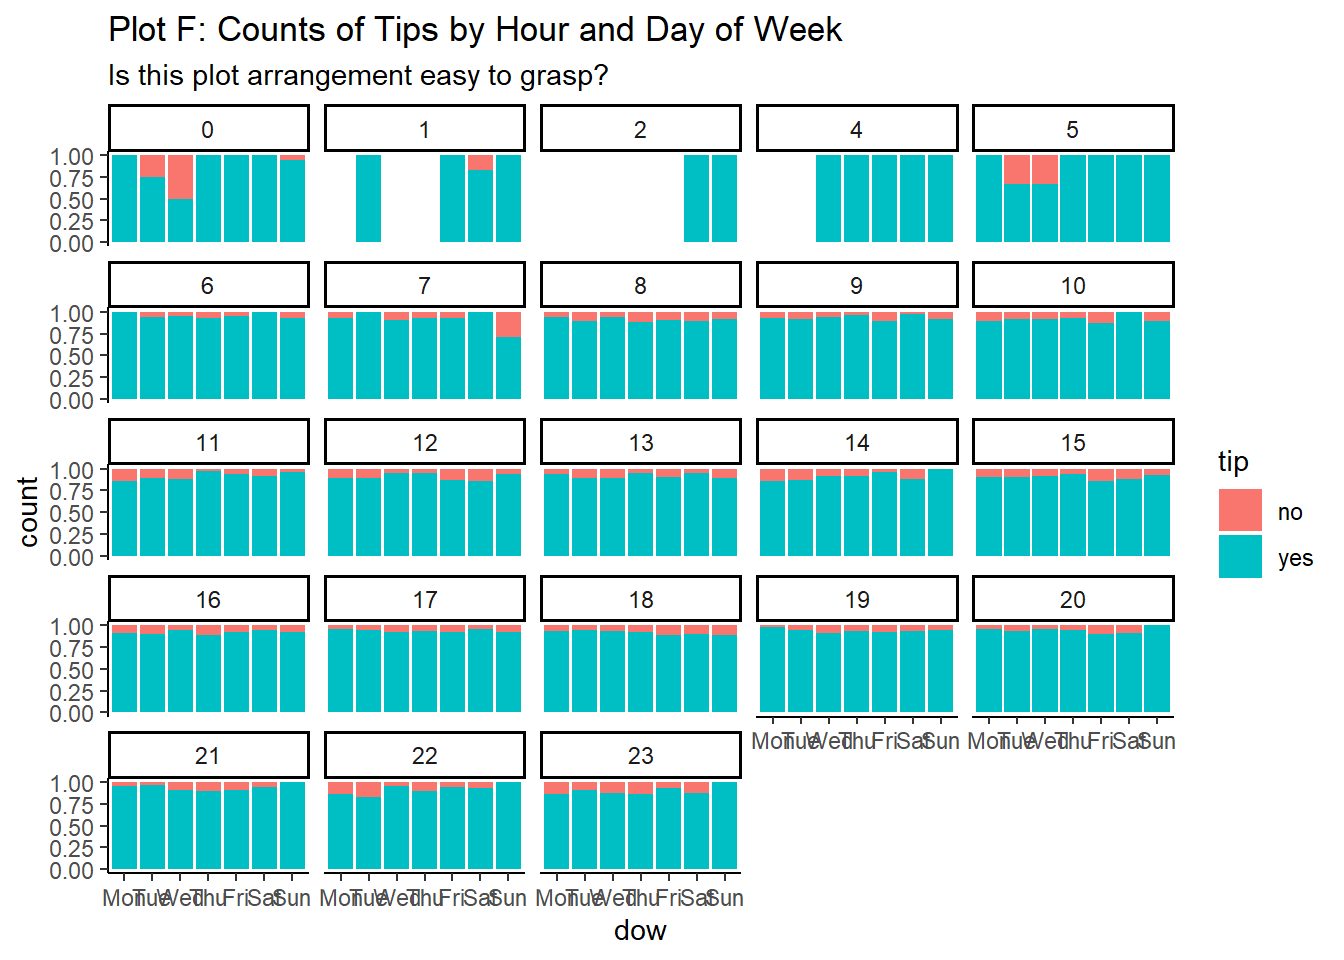 Plot F: Counts of Tips by Hour and Day of Week
Is this plot arrangement easy to grasp?
0 1 2 4 5
1.00
0.75
0.50
0.25
0.00
6 7 8 9 10
1.00
0.75
0.50
0.25
0.00
11 12 13 14 15
1.00
0.75
0.50
0.25
0.00
count
tip
no
yes
16 17 18 19 20
1.00
0.75
0.50
0.25
0.00
Mon Tue Wed Thu Fri Sat Sun Mon Tue Wed Thu Fri Sat Sun
21 22 23
1.00
0.75
0.50
0.25
0.00
Mon Tue Wed Thu Fri Sat Sun Mon Tue Wed Thu Fri Sat Sun Mon Tue Wed Thu Fri Sat Sun
dow